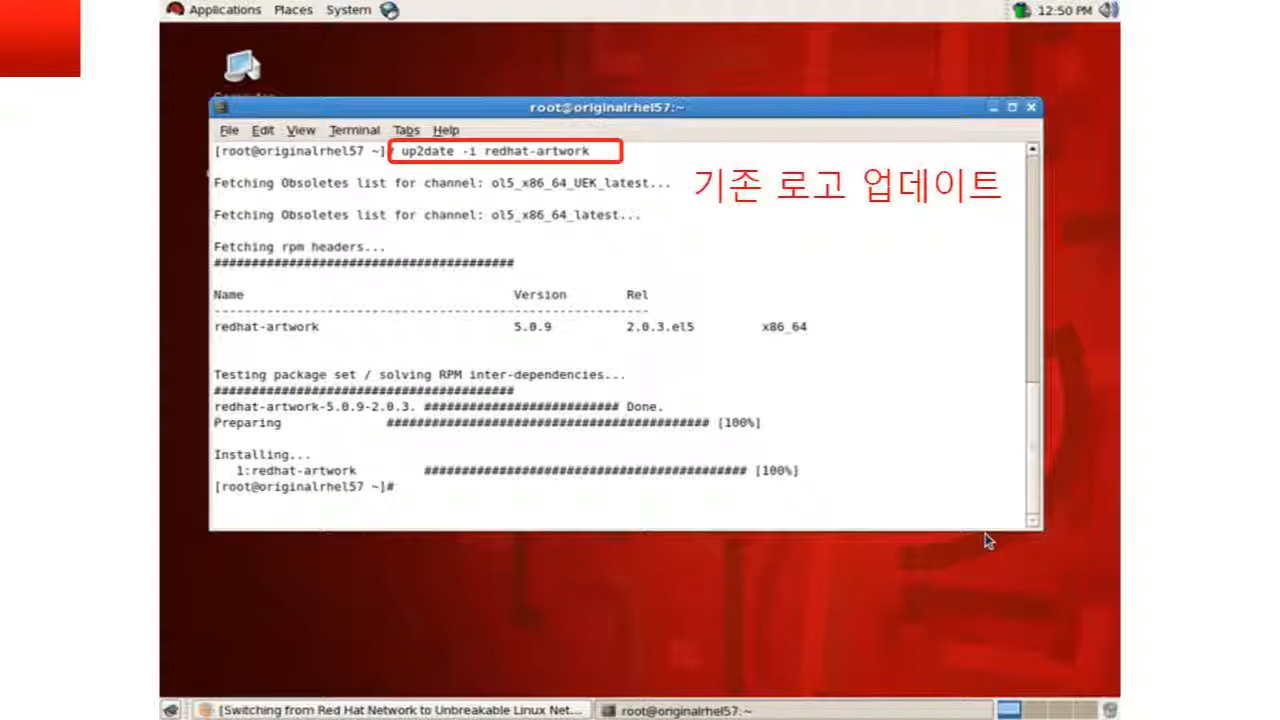 Applications Places System
12:50 PM
root@originalrhel57:~
File Edit View Terminal Tabs Help
[root@originalrhel57 ~]# up2date -i redhat-artwork
기존 로고 업데이트
Fetching Obsoletes list for channel: ol5_x86_64_UEK_latest...
Fetching Obsoletes list for channel: ol5_x86_64_latest...
Fetching rpm headers...
########################################
Name Version Rel
----------------------------------------------------------
redhat-artwork 5.0.9 2.0.3.el5 x86_64
Testing package set / solving RPM inter-dependencies...
########################################
redhat-artwork-5.0.9-2.0.3. ########################## Done.
Preparing ########################################### [100%]
Installing...
1:redhat-artwork ########################################### [100%]
[root@originalrhel57 ~]#
[Switching from Red Hat Network to Unbreakable Linux Net...
root@originalrhel57:~